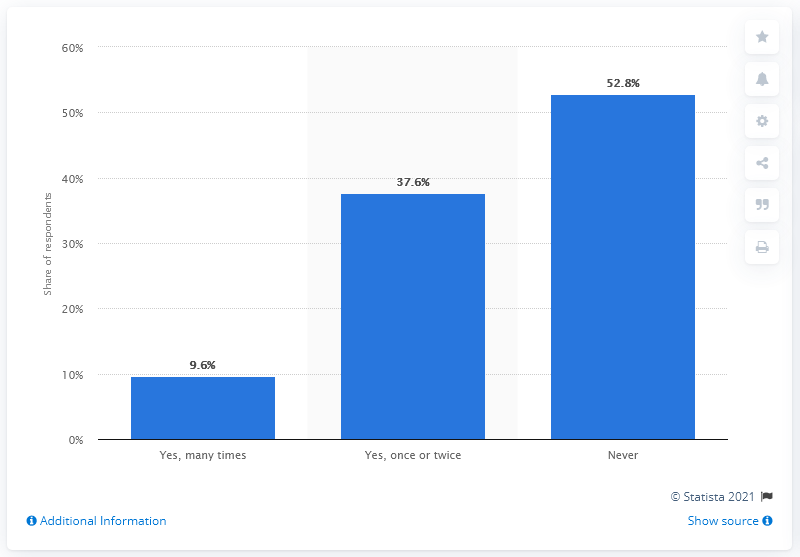 60%
50%
40%
30%
20%
10%
0%
Share of respondents
9.6%
37.6%
52.8%
Yes, many times
Yes, once or twice
Never
© Statista 2021
Additional Information
Show source